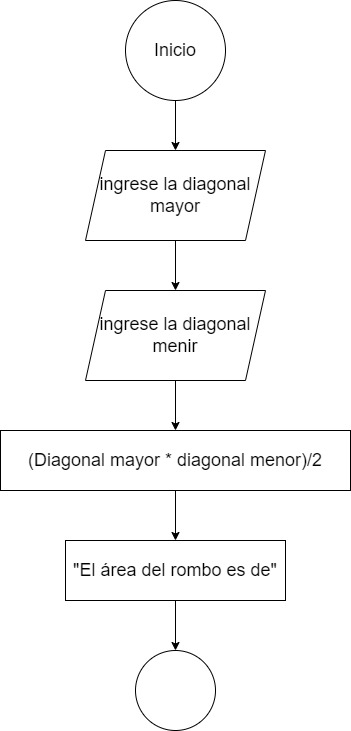 Inicio
ingrese la diagonal
mayor
ingrese la diagonal
menir
(Diagonal mayor * diagonal menor)/2
"El área del rombo es de"